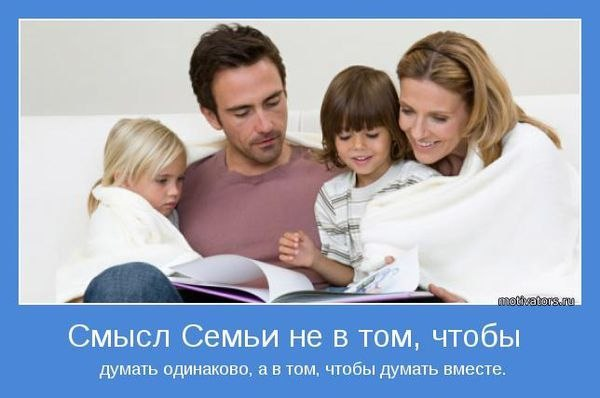 motivators.ru
Смысл Семьи не в том, чтобы
думать одинаково, а в том, чтобы думать вместе.